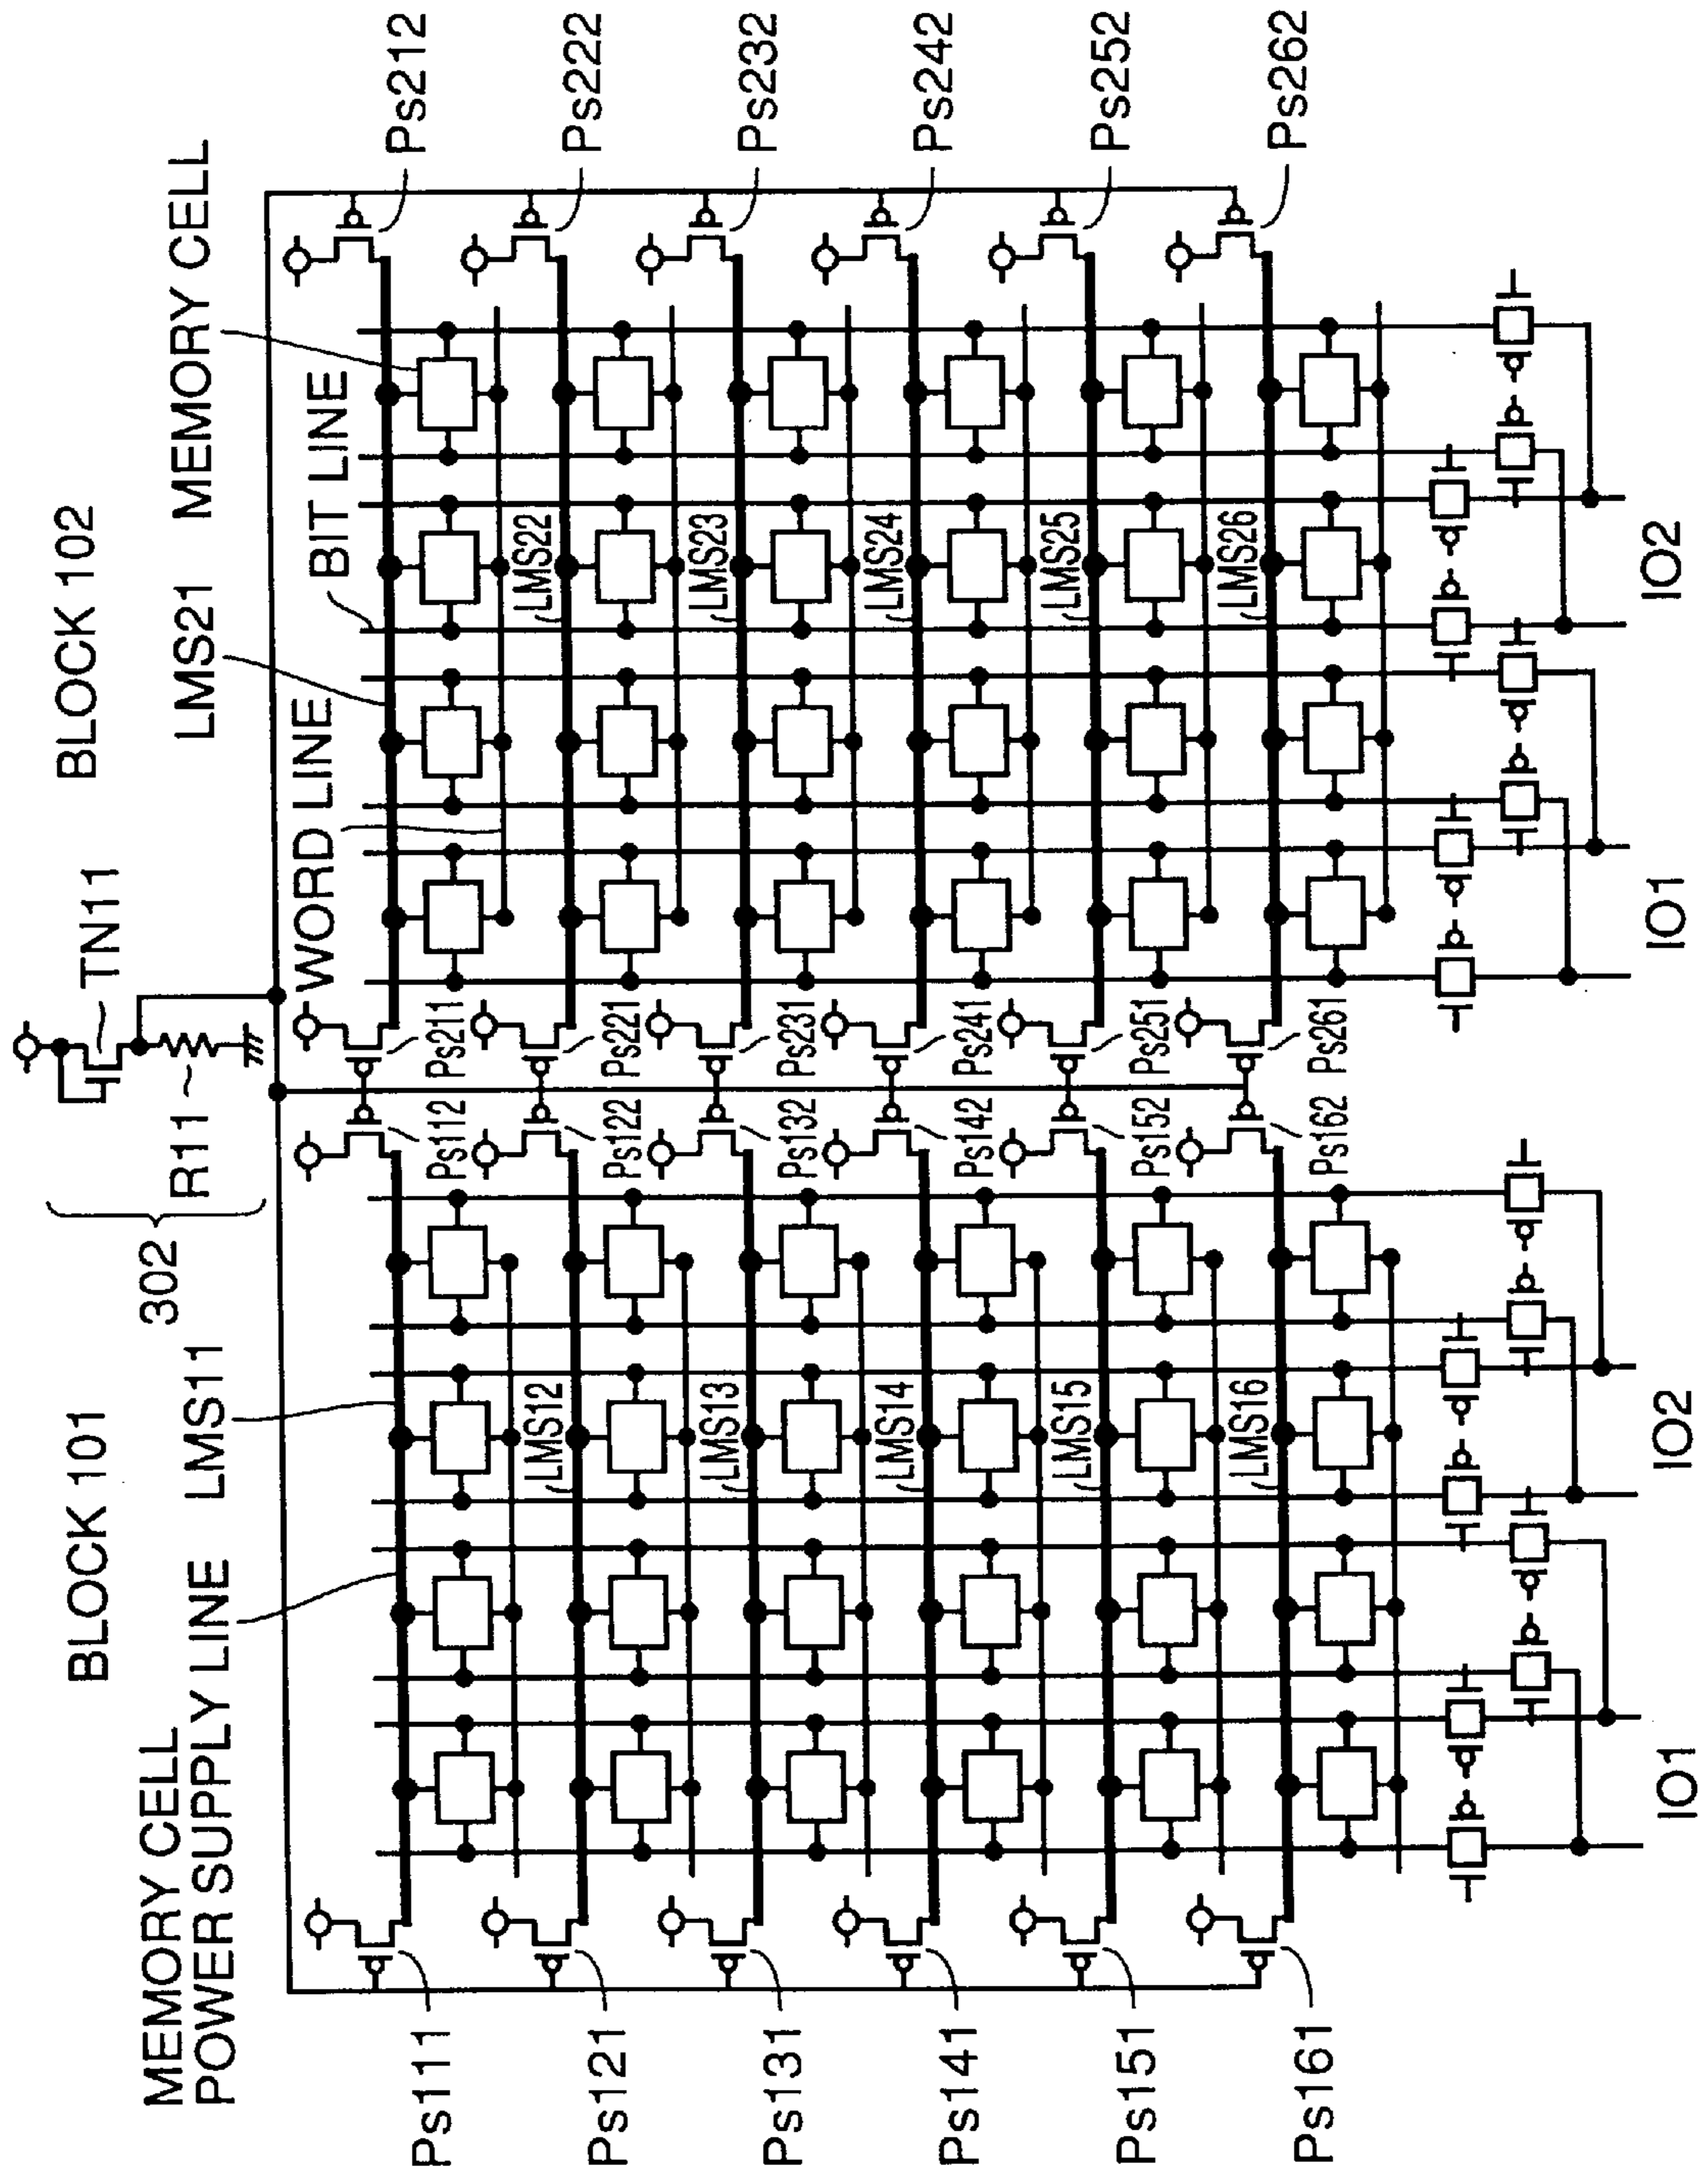 BLOCK 101
BLOCK 102
302
R11
TN11
MEMORY CELL
POWER SUPPLY LINE
LMS11
LMS21
MEMORY CELL
WORD LINE
BIT LINE
Ps111
Ps112
Ps211
Ps212
LMS12
LMS22
Ps121
Ps122
Ps221
Ps222
LMS13
LMS23
Ps131
Ps132
Ps231
Ps232
LMS14
LMS24
Ps141
Ps142
Ps241
Ps242
LMS15
LMS25
Ps151
Ps152
Ps251
Ps252
LMS16
LMS26
Ps161
Ps162
Ps261
Ps262
IO1
IO2
IO1
IO2